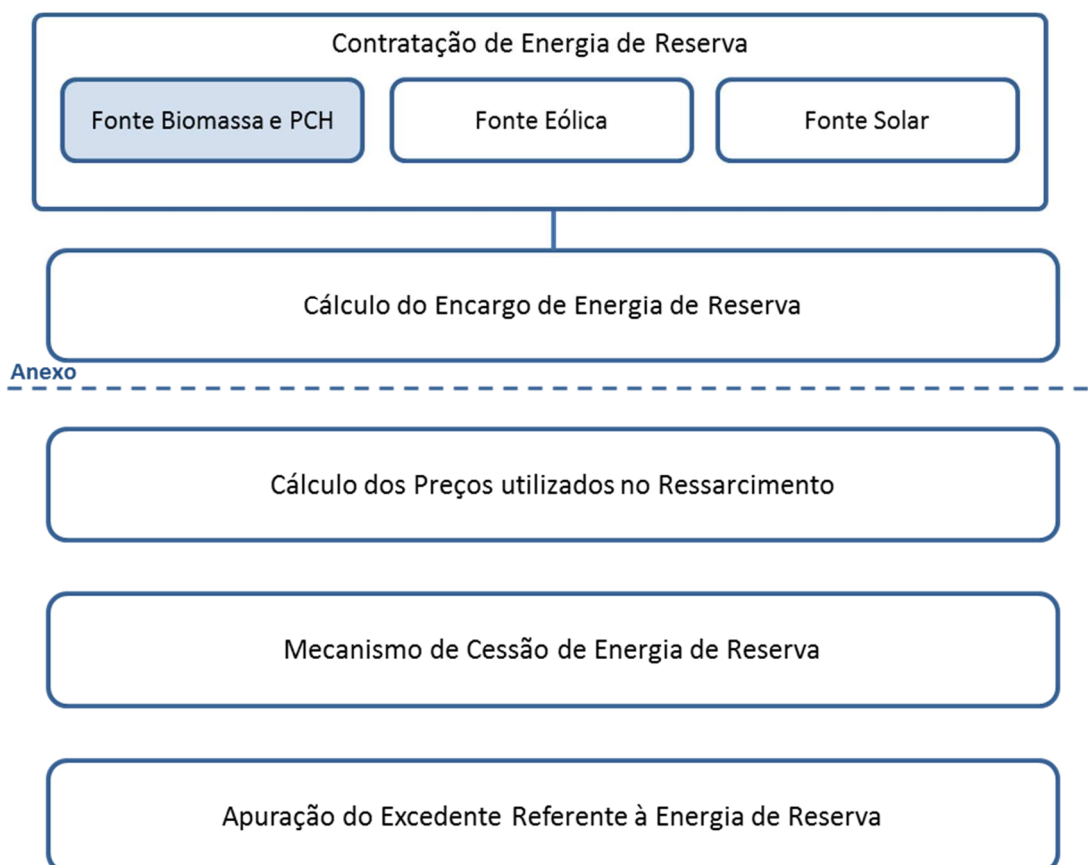 Contratação de Energia de Reserva
Fonte Biomassa e PCH
Fonte Eólica
Fonte Solar
Cálculo do Encargo de Energia de Reserva
Anexo
Cálculo dos Preços utilizados no Ressarcimento
Mecanismo de Cessão de Energia de Reserva
Apuração do Excedente Referente à Energia de Reserva